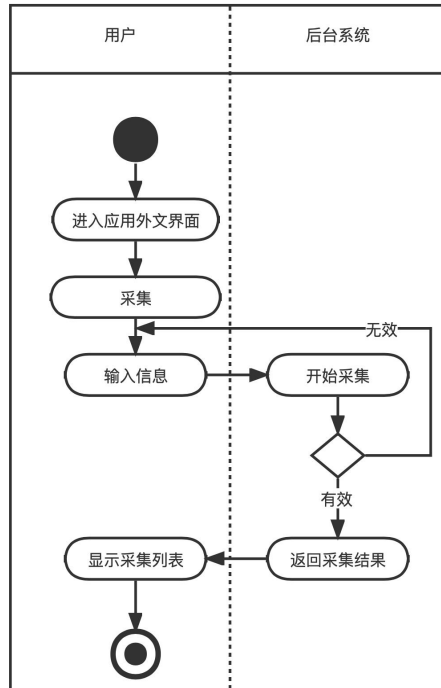 用户
后台系统
进入应用外文界面
采集
无效
输入信息
开始采集
有效
显示采集列表
返回采集结果